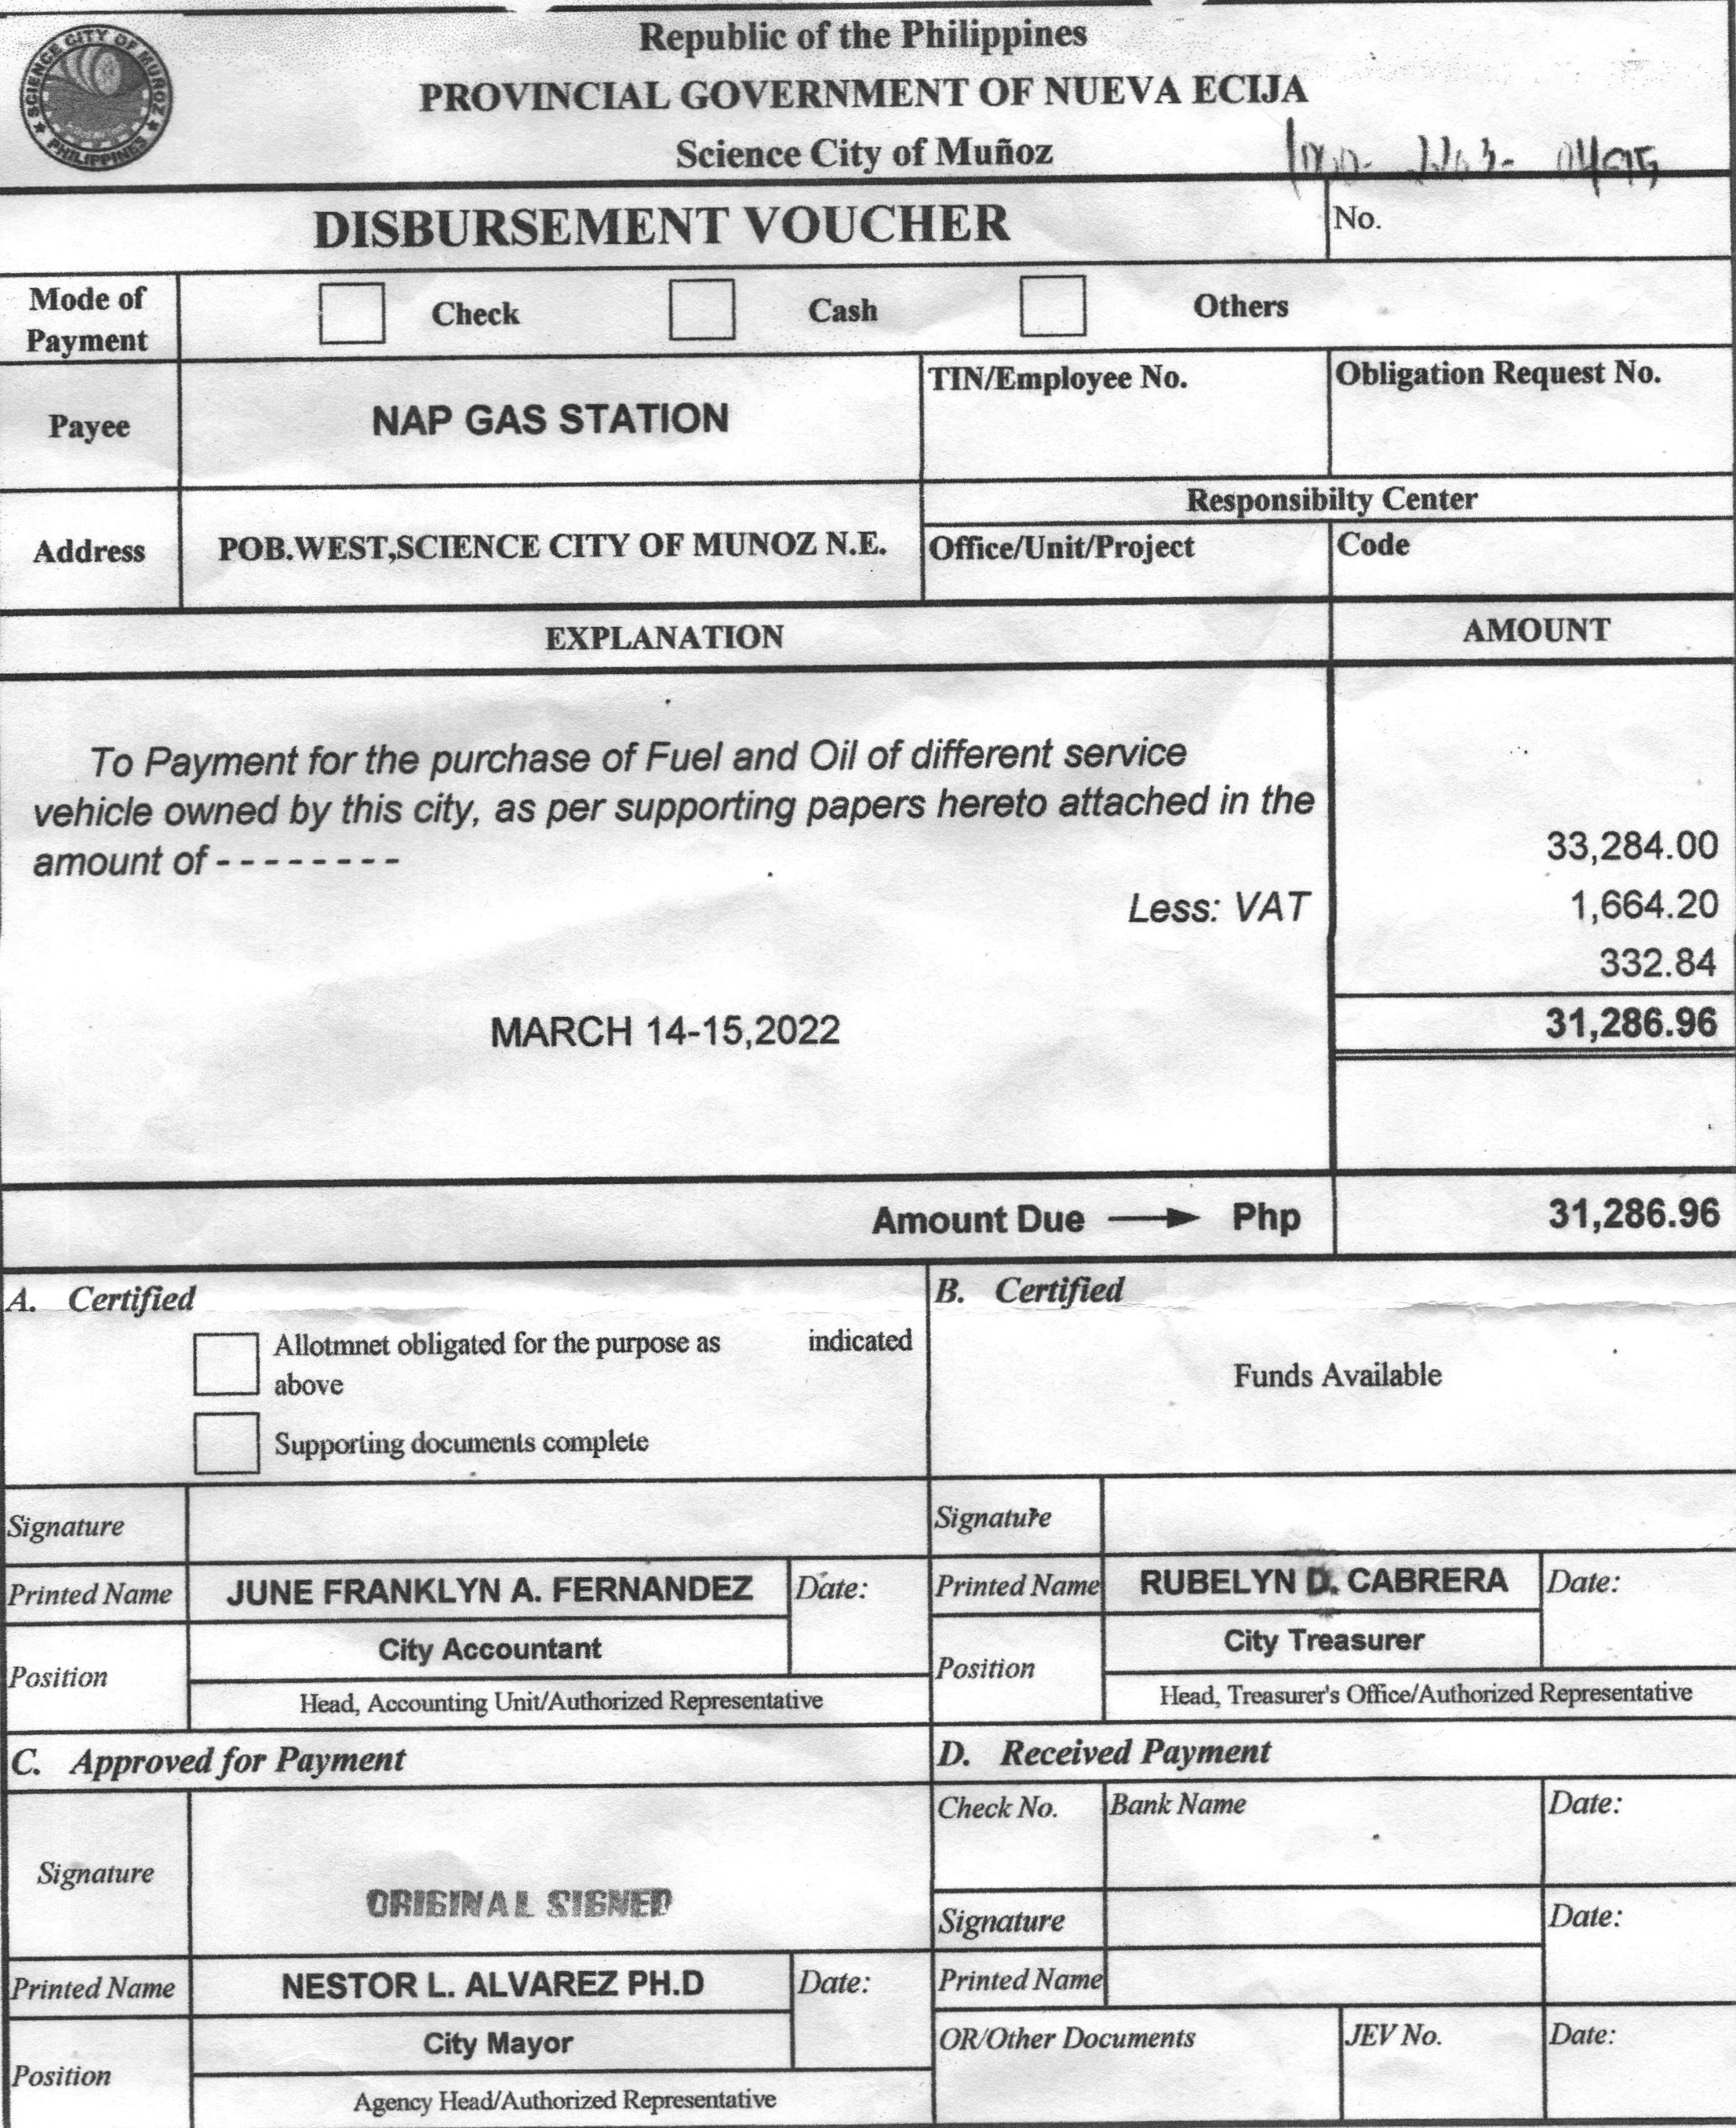 SCIENCE CITY OF MUÑOZ
PHILIPPINES
Republic of the Philippines
PROVINCIAL GOVERNMENT OF NUEVA ECIJA
Science City of Muñoz
DISBURSEMENT VOUCHER
No.
Mode of Payment
Check
Cash
Others
Payee
NAP GAS STATION
TIN/Employee No.
Obligation Request No.
Address
POB.WEST,SCIENCE CITY OF MUNOZ N.E.
Responsibilty Center
Office/Unit/Project
Code
EXPLANATION
AMOUNT
To Payment for the purchase of Fuel and Oil of different service
vehicle owned by this city, as per supporting papers hereto attached in the
amount of - - - - - - - -
33,284.00
Less: VAT
1,664.20
332.84
MARCH 14-15,2022
31,286.96
Amount Due → Php
31,286.96
A. Certified
Allotmnet obligated for the purpose as indicated
above
Supporting documents complete
B. Certified
Funds Available
Signature
Signature
Printed Name
JUNE FRANKLYN A. FERNANDEZ
Date:
Printed Name
RUBELYN D. CABRERA
Date:
Position
City Accountant
Head, Accounting Unit/Authorized Representative
Position
City Treasurer
Head, Treasurer's Office/Authorized Representative
C. Approved for Payment
D. Received Payment
Signature
ORIGINAL SIGNED
Check No.
Bank Name
Date:
Signature
Date:
Printed Name
NESTOR L. ALVAREZ PH.D
Date:
Printed Name
Position
City Mayor
Agency Head/Authorized Representative
OR/Other Documents
JEV No.
Date: